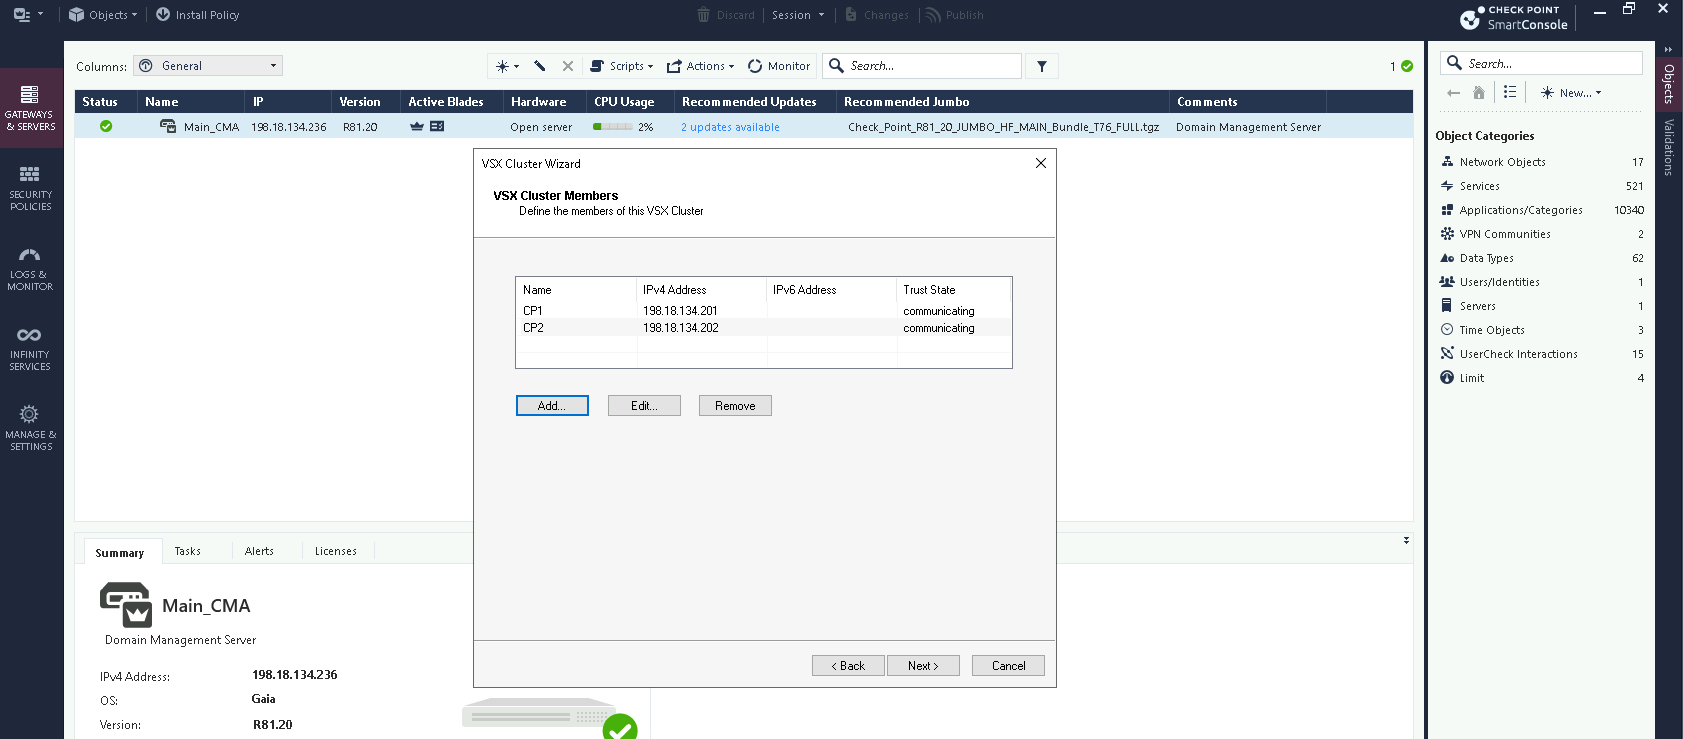 Objects
Install Policy
Discard
Session
Changes
Publish
CHECK POINT
SmartConsole
Columns:
General
Scripts
Actions
Monitor
Search...
1
Status Name IP Version Active Blades Hardware CPU Usage Recommended Updates Recommended Jumbo Comments
Main_CMA 198.18.134.236 R81.20 Open server 2% 2 updates available Check_Point_R81_20_JUMBO_HF_MAIN_Bundle_T76_FULL.tgz Domain Management Server
GATEWAYS
& SERVERS
SECURITY
POLICIES
LOGS &
MONITOR
INFINITY
SERVICES
MANAGE &
SETTINGS
VSX Cluster Wizard
VSX Cluster Members
Define the members of this VSX Cluster
Name IPv4 Address IPv6 Address Trust State
CP1 198.18.134.201 communicating
CP2 198.18.134.202 communicating
Add...
Edit...
Remove
< Back
Next >
Cancel
Summary
Tasks
Alerts
Licenses
Main_CMA
Domain Management Server
IPv4 Address: 198.18.134.236
OS: Gaia
Version: R81.20
Search...
New...
Object Categories
Network Objects 17
Services 521
Applications/Categories 10340
VPN Communities 2
Data Types 62
Users/Identities 1
Servers 1
Time Objects 3
UserCheck Interactions 15
Limit 4
Objects
Validations